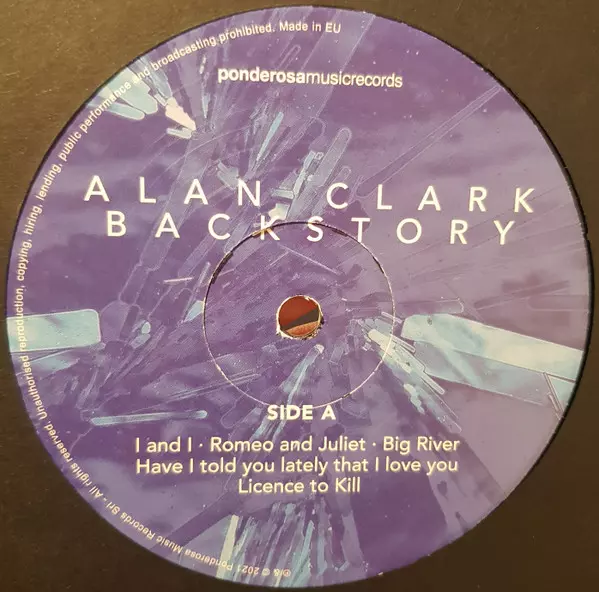 ponderosamusicrecords
ALAN CLARK
BACKSTORY
SIDE A
I and I · Romeo and Juliet · Big River
Have I told you lately that I love you
Licence to Kill
℗& © 2021 Ponderosa Music Records Srl - All rights reserved. Unauthorised reproduction, copying, hiring, lending, public performance and broadcasting prohibited. Made in EU